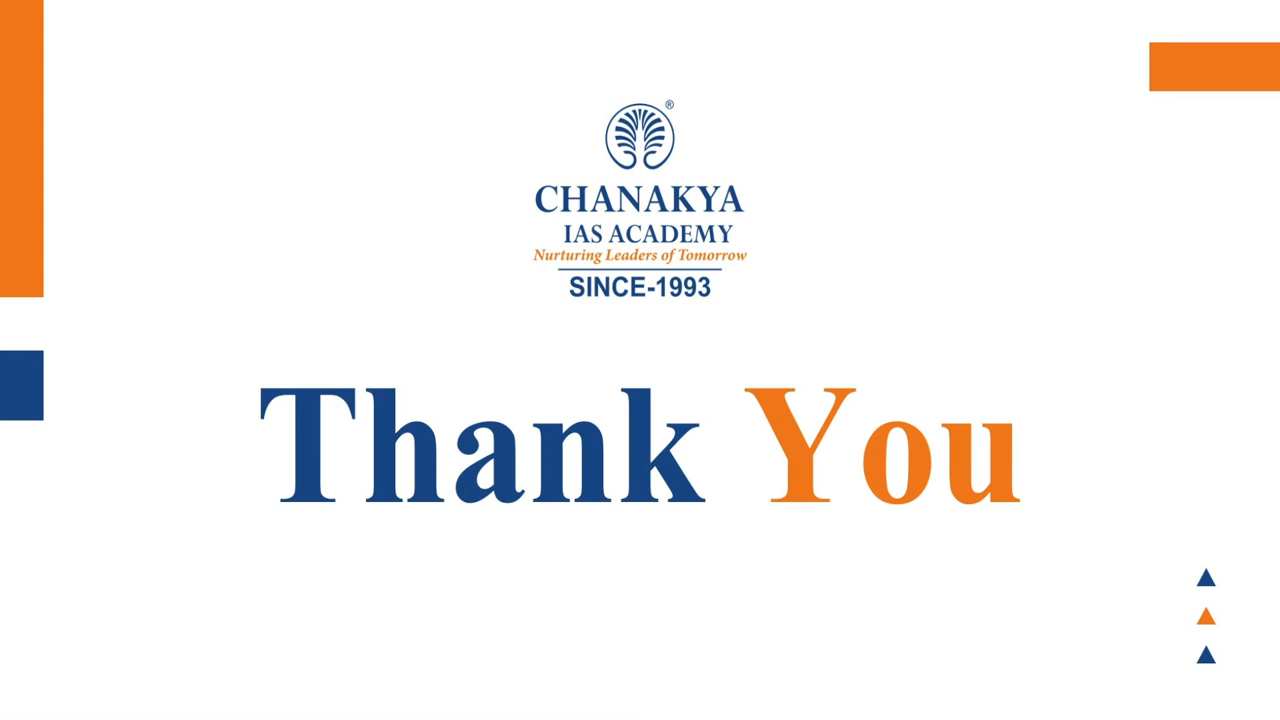 ®
CHANAKYA
IAS ACADEMY
Nurturing Leaders of Tomorrow
SINCE-1993
Thank You